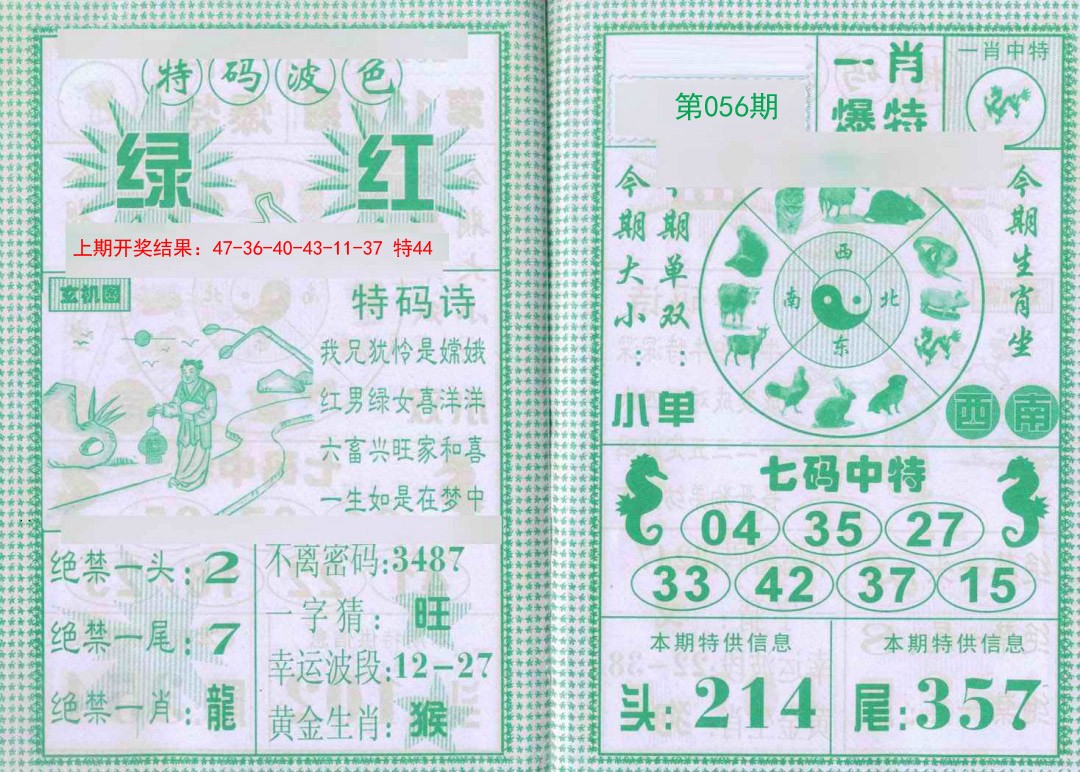 特码波色
绿 红
上期开奖结果：47-36-40-43-11-37 特44
玄机图
特码诗
我兄犹怜是嫦娥
红男绿女喜洋洋
六畜兴旺家和喜
一生如是在梦中
绝禁一头:2
绝禁一尾:7
绝禁一肖:龍
不离密码:3487
一字猜:旺
幸运波段:12-27
黄金生肖:猴
第056期
一肖
爆特
一肖中特
今期大小:小
期单双:单
西
南 北
东
今期生肖坐
西南
七码中特
04 35 27
33 42 37 15
本期特供信息
头:214
本期特供信息
尾:357